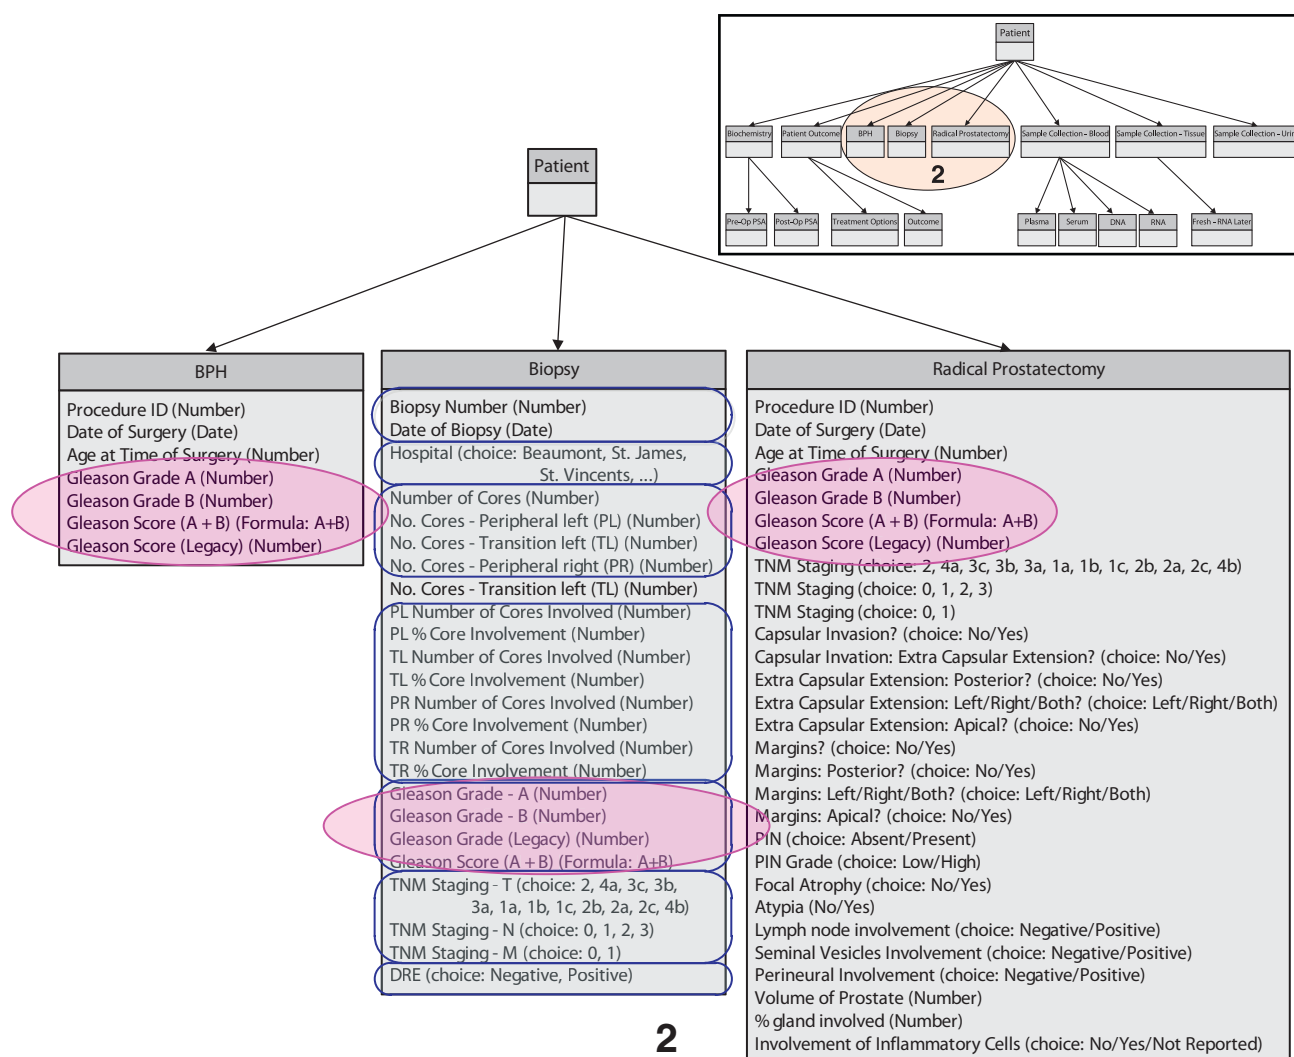 Patient
Biochemistry
Patient Outcome
BPH
Biopsy
Radical Prostatectomy
Sample Collection - Blood
Sample Collection - Tissue
Sample Collection - Urin
2
Pre-Op PSA
Post-Op PSA
Treatment Options
Outcome
Plasma
Serum
DNA
RNA
Fresh - RNA Later
Patient
BPH
Procedure ID (Number)
Date of Surgery (Date)
Age at Time of Surgery (Number)
Gleason Grade A (Number)
Gleason Grade B (Number)
Gleason Score (A + B) (Formula: A+B)
Gleason Score (Legacy) (Number)
Biopsy
Biopsy Number (Number)
Date of Biopsy (Date)
Hospital (choice: Beaumont, St. James,
St. Vincents, ...)
Number of Cores (Number)
No. Cores - Peripheral left (PL) (Number)
No. Cores - Transition left (TL) (Number)
No. Cores - Peripheral right (PR) (Number)
No. Cores - Transition left (TL) (Number)
PL Number of Cores Involved (Number)
PL % Core Involvement (Number)
TL Number of Cores Involved (Number)
TL % Core Involvement (Number)
PR Number of Cores Involved (Number)
PR % Core Involvement (Number)
TR Number of Cores Involved (Number)
TR % Core Involvement (Number)
Gleason Grade - A (Number)
Gleason Grade - B (Number)
Gleason Grade (Legacy) (Number)
Gleason Score (A + B) (Formula: A+B)
TNM Staging - T (choice: 2, 4a, 3c, 3b,
3a, 1a, 1b, 1c, 2b, 2a, 2c, 4b)
TNM Staging - N (choice: 0, 1, 2, 3)
TNM Staging - M (choice: 0, 1)
DRE (choice: Negative, Positive)
Radical Prostatectomy
Procedure ID (Number)
Date of Surgery (Date)
Age at Time of Surgery (Number)
Gleason Grade A (Number)
Gleason Grade B (Number)
Gleason Score (A + B) (Formula: A+B)
Gleason Score (Legacy) (Number)
TNM Staging (choice: 2, 4a, 3c, 3b, 3a, 1a, 1b, 1c, 2b, 2a, 2c, 4b)
TNM Staging (choice: 0, 1, 2, 3)
TNM Staging (choice: 0, 1)
Capsular Invasion? (choice: No/Yes)
Capsular Invation: Extra Capsular Extension? (choice: No/Yes)
Extra Capsular Extension: Posterior? (choice: No/Yes)
Extra Capsular Extension: Left/Right/Both? (choice: Left/Right/Both)
Extra Capsular Extension: Apical? (choice: No/Yes)
Margins? (choice: No/Yes)
Margins: Posterior? (choice: No/Yes)
Margins: Left/Right/Both? (choice: Left/Right/Both)
Margins: Apical? (choice: No/Yes)
PIN (choice: Absent/Present)
PIN Grade (choice: Low/High)
Focal Atrophy (choice: No/Yes)
Atypia (No/Yes)
Lymph node involvement (choice: Negative/Positive)
Seminal Vesicles Involvement (choice: Negative/Positive)
Perineural Involvement (choice: Negative/Positive)
Volume of Prostate (Number)
% gland involved (Number)
Involvement of Inflammatory Cells (choice: No/Yes/Not Reported)
2